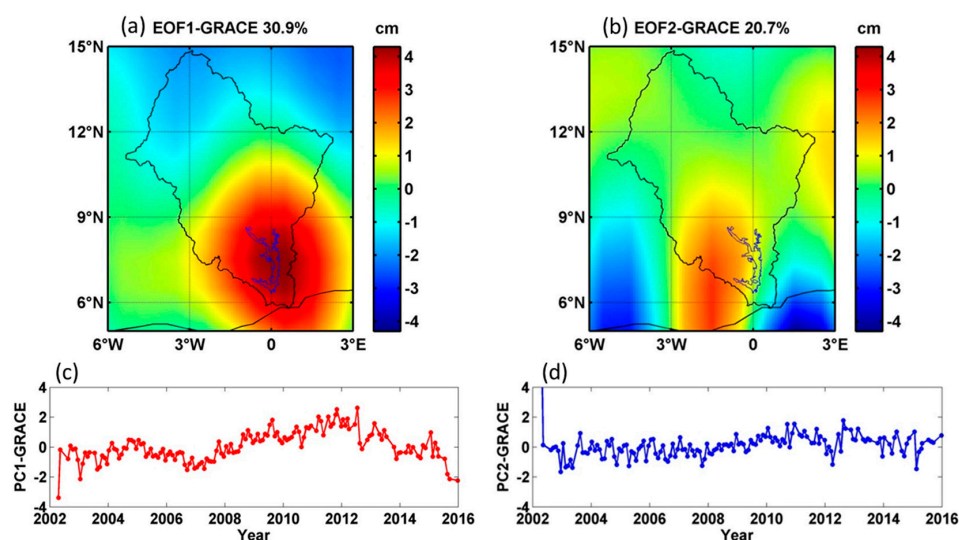 (a) EOF1-GRACE 30.9% cm
15°N
12°N
9°N
6°N
6°W 3°W 0 3°E
4
3
2
1
0
-1
-2
-3
-4
(b) EOF2-GRACE 20.7% cm
15°N
12°N
9°N
6°N
6°W 3°W 0 3°E
4
3
2
1
0
-1
-2
-3
-4
(c)
PC1-GRACE
4
2
0
-2
-4
2002 2004 2006 2008 2010 2012 2014 2016
Year
(d)
PC2-GRACE
4
2
0
-2
-4
2002 2004 2006 2008 2010 2012 2014 2016
Year